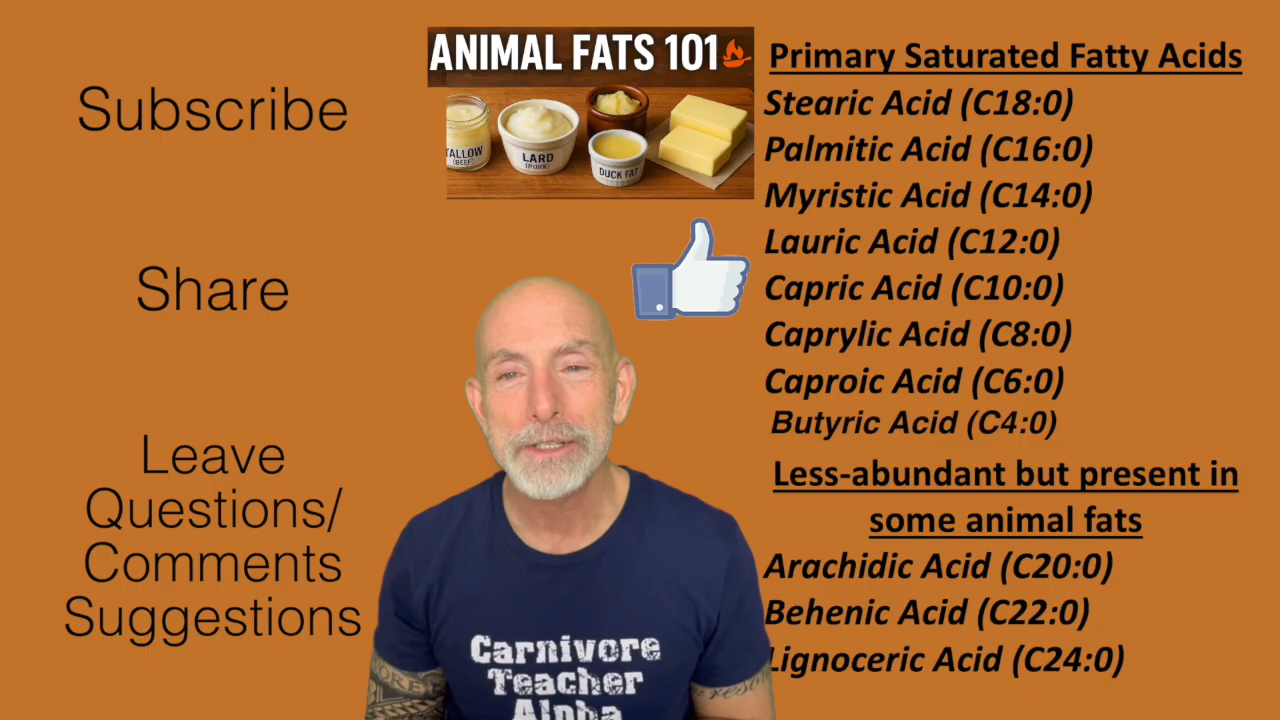 Subscribe
Share
Leave
Questions/
Comments
Suggestions
ANIMAL FATS 101
TALLOW
(BEEF)
LARD
(PORK)
DUCK FAT
Primary Saturated Fatty Acids
Stearic Acid (C18:0)
Palmitic Acid (C16:0)
Myristic Acid (C14:0)
Lauric Acid (C12:0)
Capric Acid (C10:0)
Caprylic Acid (C8:0)
Caproic Acid (C6:0)
Butyric Acid (C4:0)
Less-abundant but present in
some animal fats
Arachidic Acid (C20:0)
Behenic Acid (C22:0)
Lignoceric Acid (C24:0)
Carnivore
Teacher
Alpha